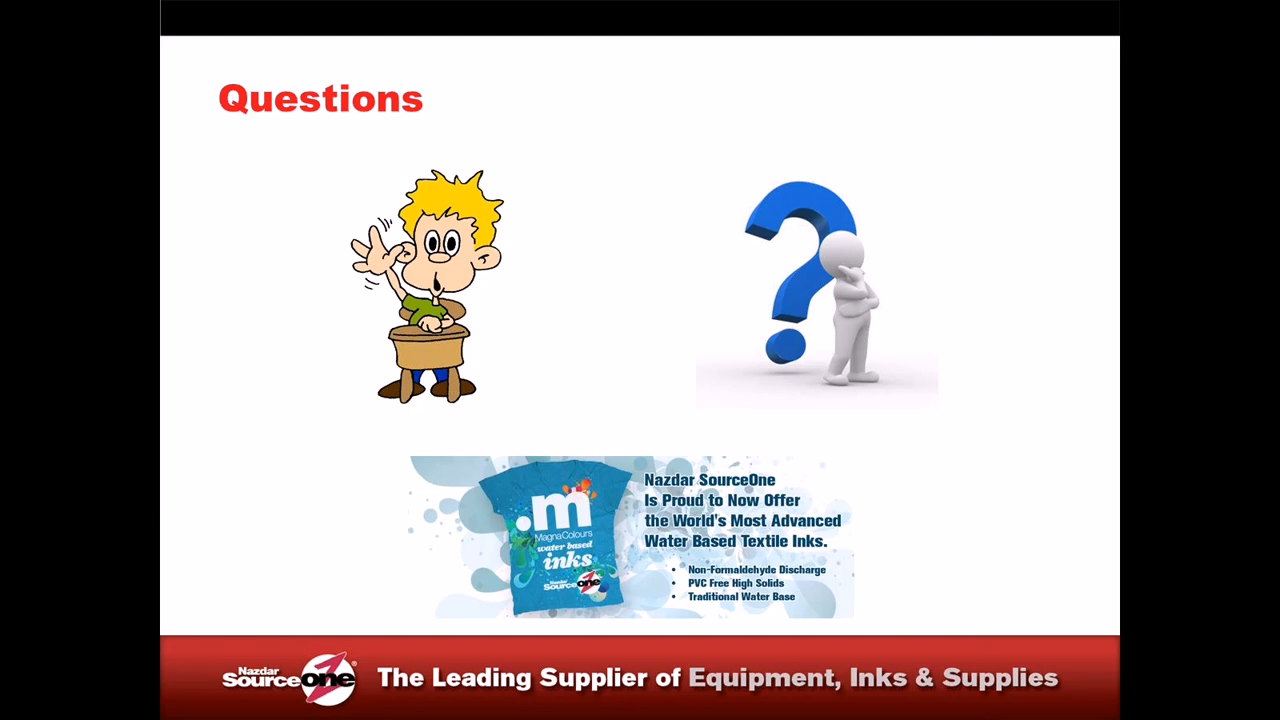 Questions
.m
MagnaColours
water based
inks
Nazdar
SourceOne
Nazdar SourceOne
Is Proud to Now Offer
the World's Most Advanced
Water Based Textile Inks.
• Non-Formaldehyde Discharge
• PVC Free High Solids
• Traditional Water Base
Nazdar
sourceone®
The Leading Supplier of Equipment, Inks & Supplies